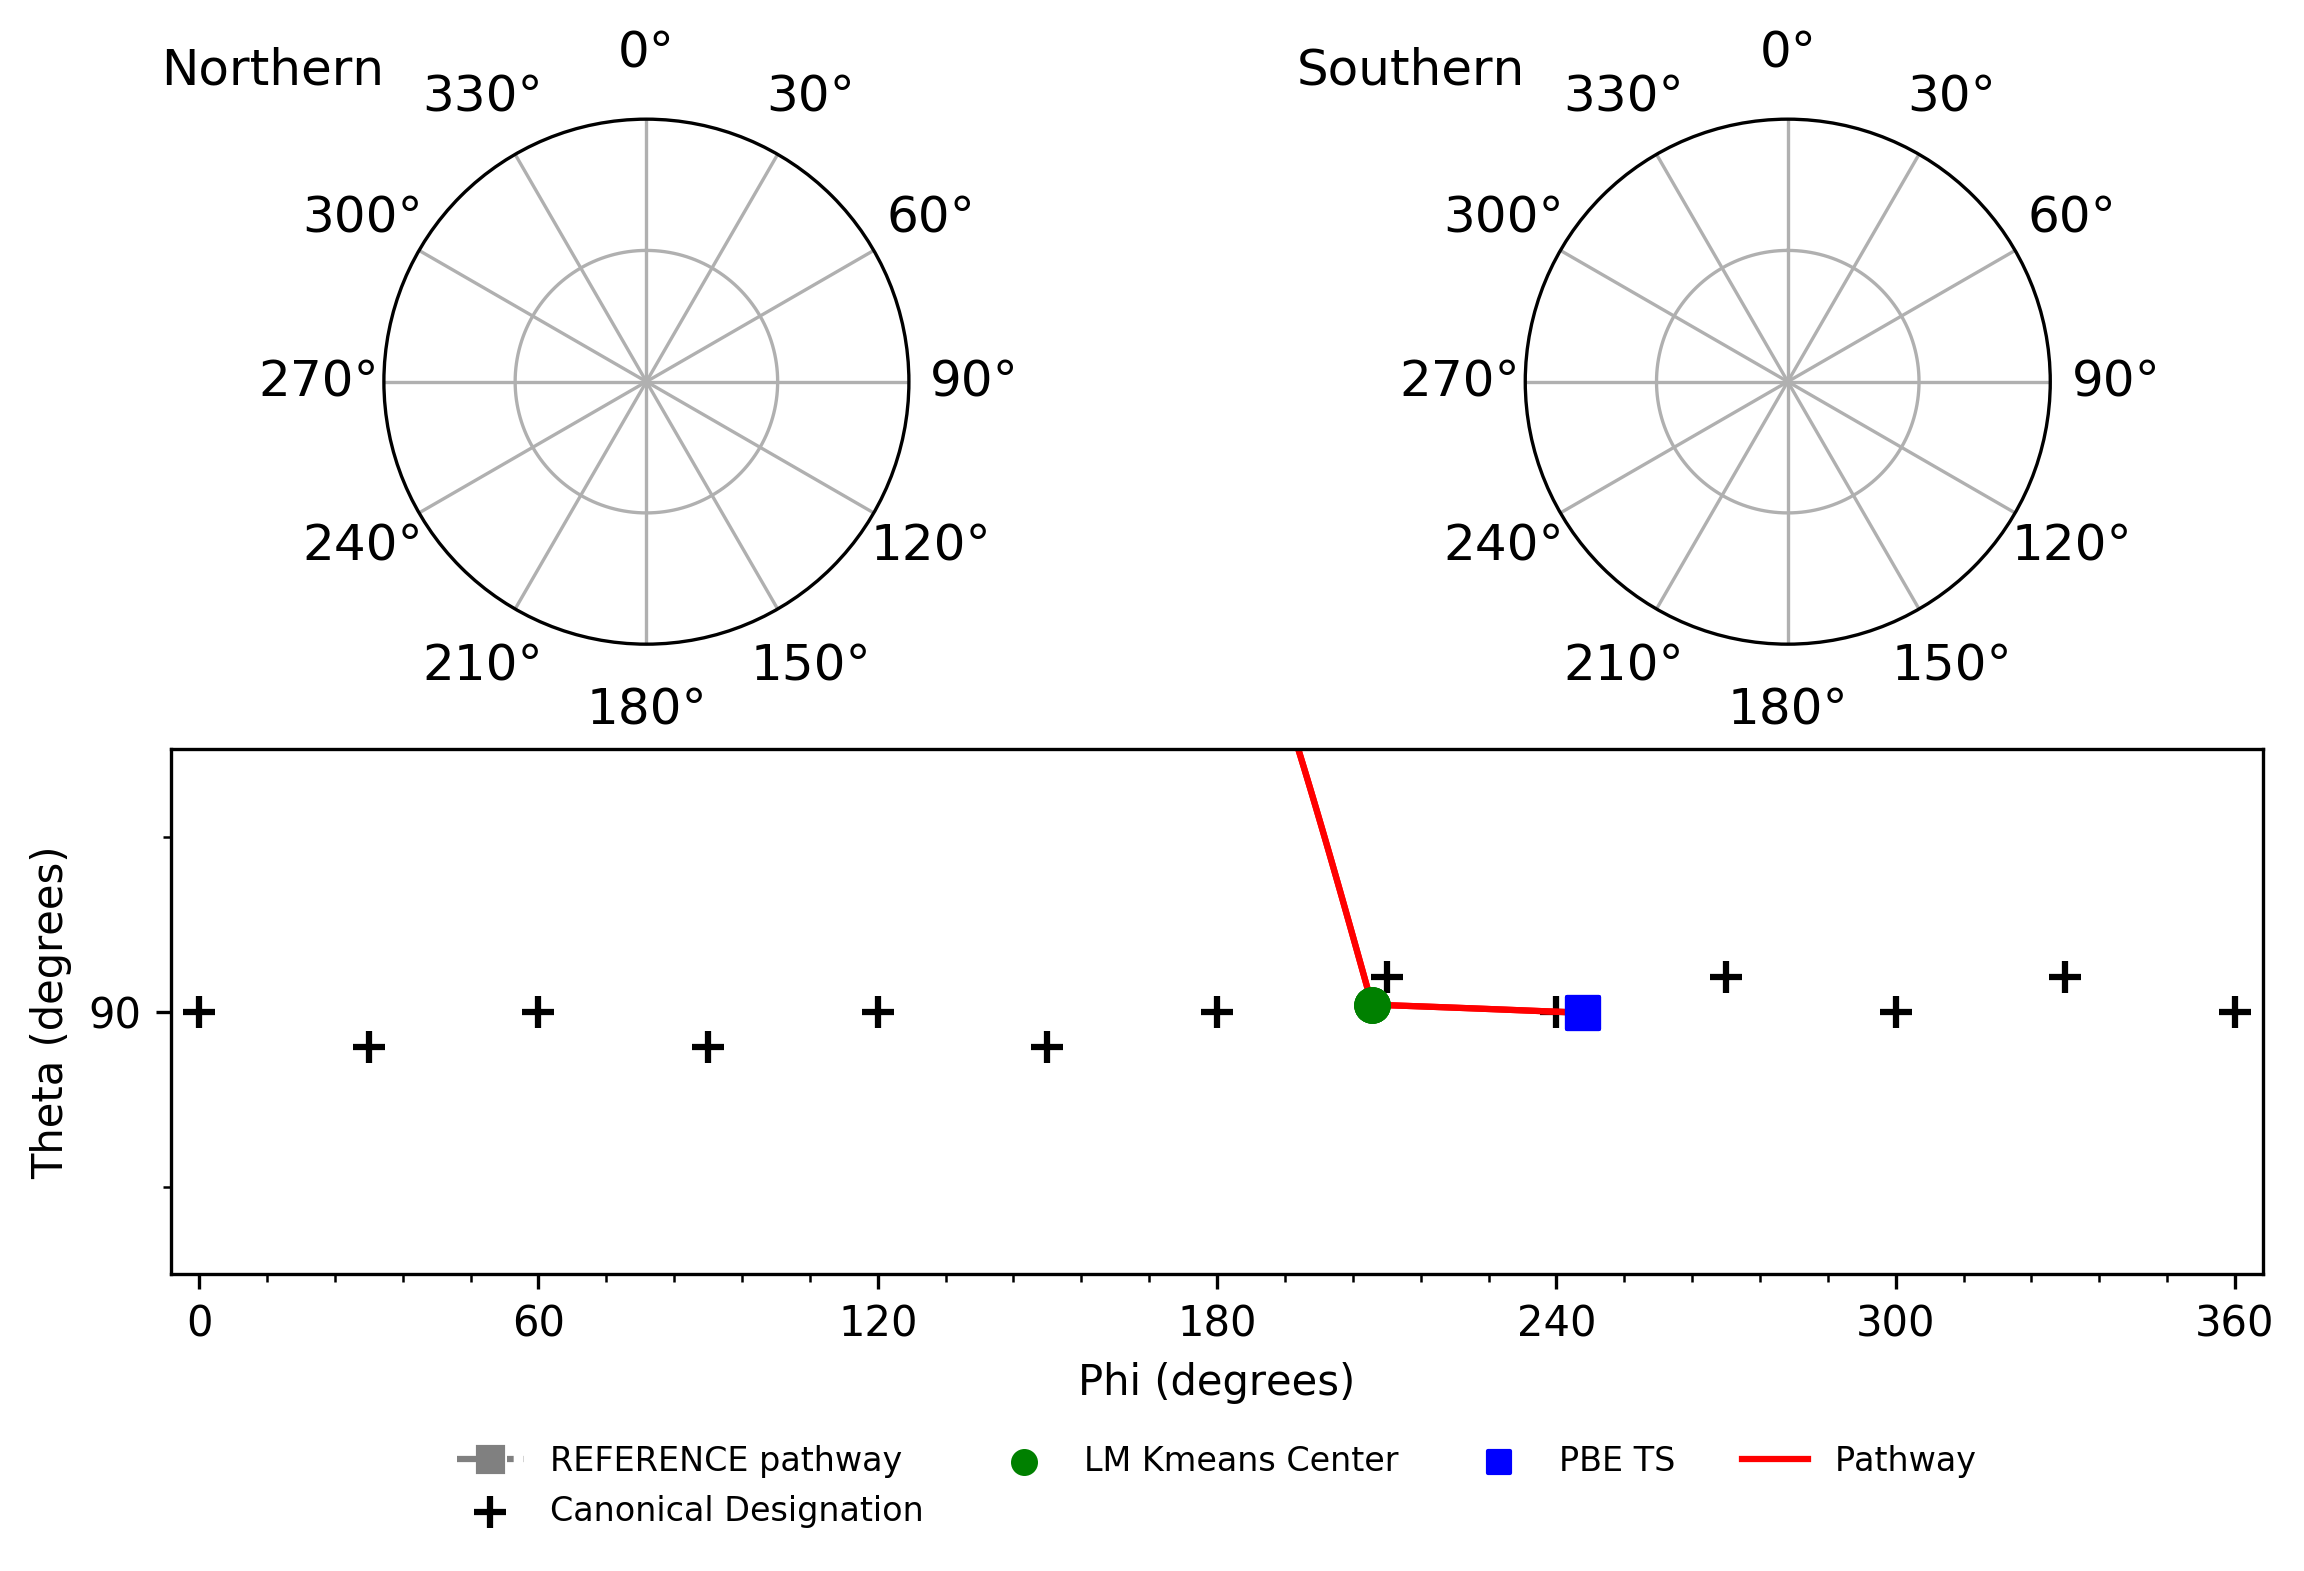 Northern
0°
30°
60°
90°
120°
150°
180°
210°
240°
270°
300°
330°
Southern
0°
30°
60°
90°
120°
150°
180°
210°
240°
270°
300°
330°
Theta (degrees)
90
0 60 120 180 240 300 360
Phi (degrees)
REFERENCE pathway
Canonical Designation
LM Kmeans Center
PBE TS
Pathway